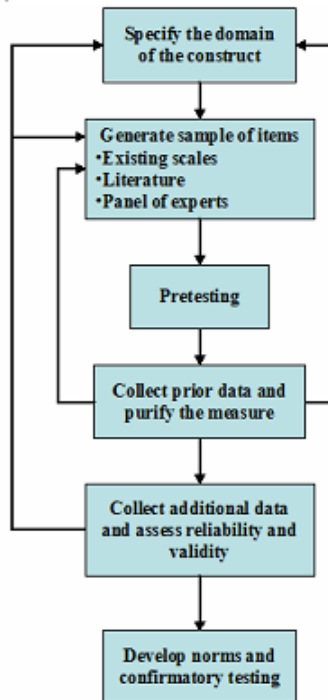 Specify the domain
of the construct
Generate sample of items
•Existing scales
•Literature
•Panel of experts
Pretesting
Collect prior data and
purify the measure
Collect additional data
and assess reliability and
validity
Develop norms and
confirmatory testing